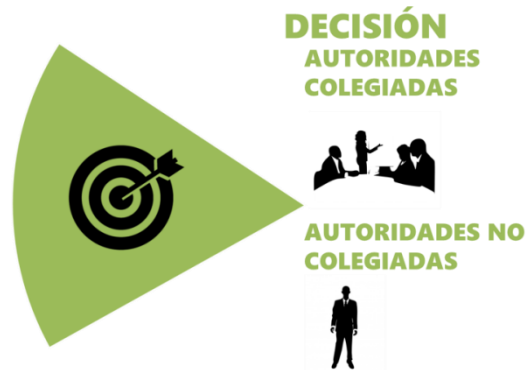 DECISIÓN
AUTORIDADES
COLEGIADAS
AUTORIDADES NO
COLEGIADAS